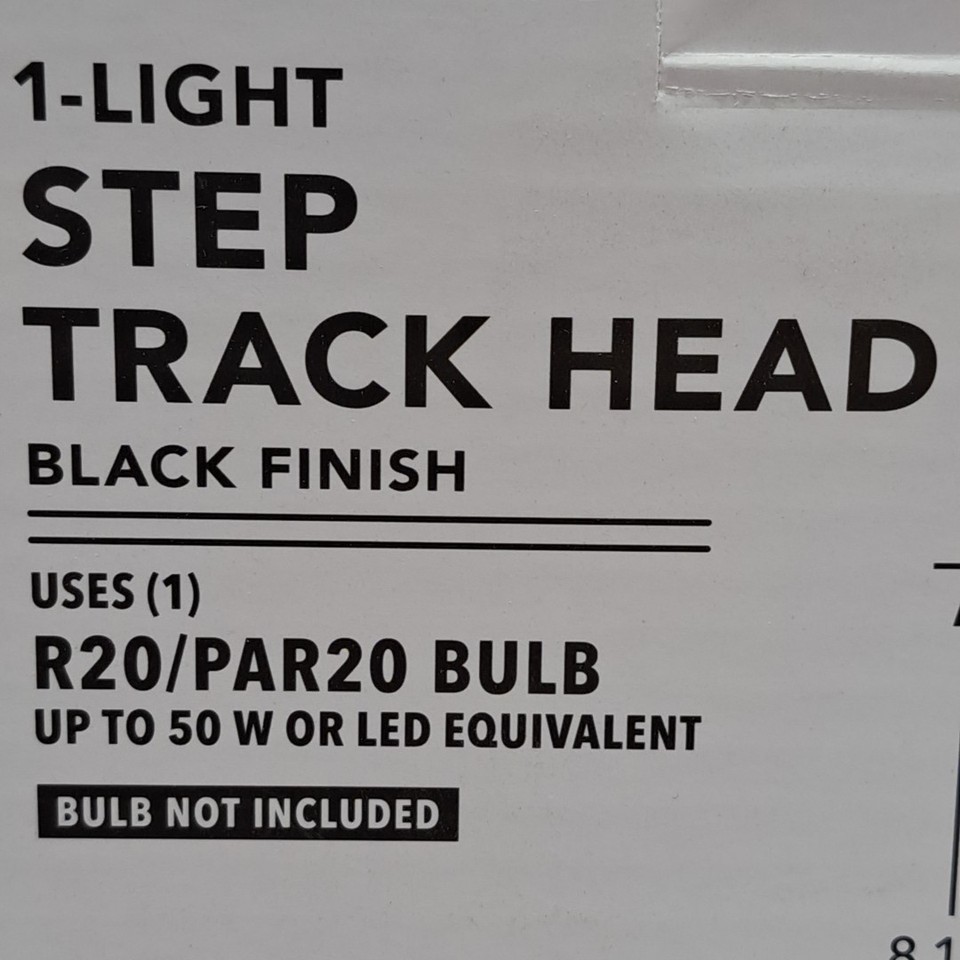 1-LIGHT
STEP
TRACK HEAD
BLACK FINISH
USES (1)
R20/PAR20 BULB
UP TO 50 W OR LED EQUIVALENT
BULB NOT INCLUDED